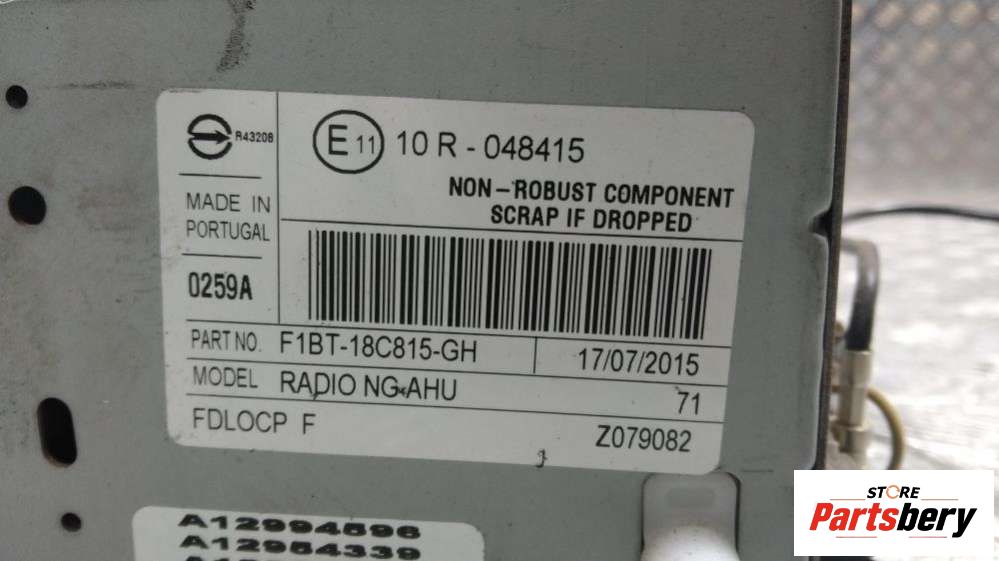 R43208
E 11 10 R - 048415
NON-ROBUST COMPONENT
SCRAP IF DROPPED
MADE IN
PORTUGAL
0259A
PART NO. F1BT-18C815-GH 17/07/2015
MODEL RADIO NG-AHU 71
FDLOCP F Z079082
A12994596
A12984339
STORE
Partsbery